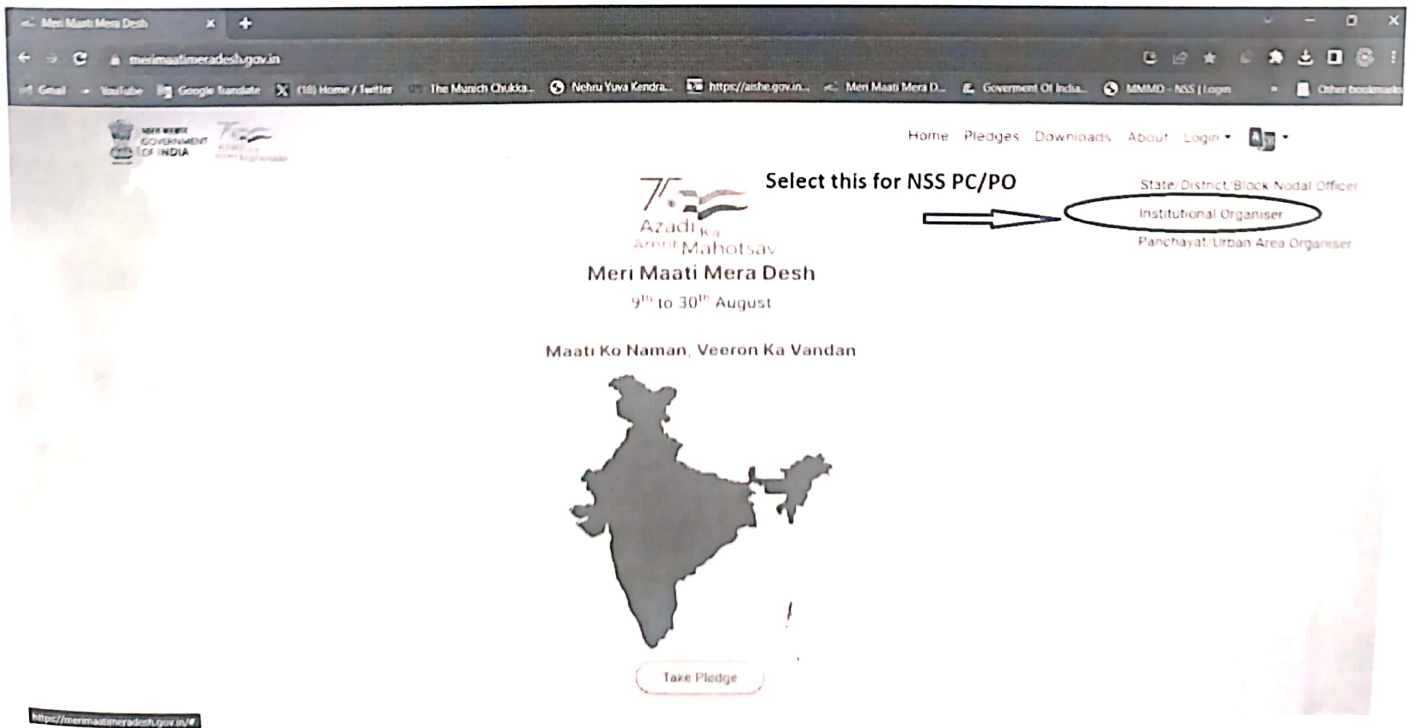 Meri Maati Mera Desh
merimaatimeradesh.gov.in
Gmail YouTube Google Translate (18) Home / Twitter The Munich Chukka... Nehru Yuva Kendra... https://aishe.gov.in... Meri Maati Mera D... Goverment Of India... MMMD - NSS | Login » Other bookmarks
GOVERNMENT
OF INDIA
Home Pledges Downloads About Login
Select this for NSS PC/PO
State/District/Block Nodal Officer
Institutional Organiser
Panchayat/Urban Area Organiser
Azadi Ka
Amrit Mahotsav
Meri Maati Mera Desh
9th to 30th August
Maati Ko Naman, Veeron Ka Vandan
Take Pledge
https://merimaatimeradesh.gov.in/#